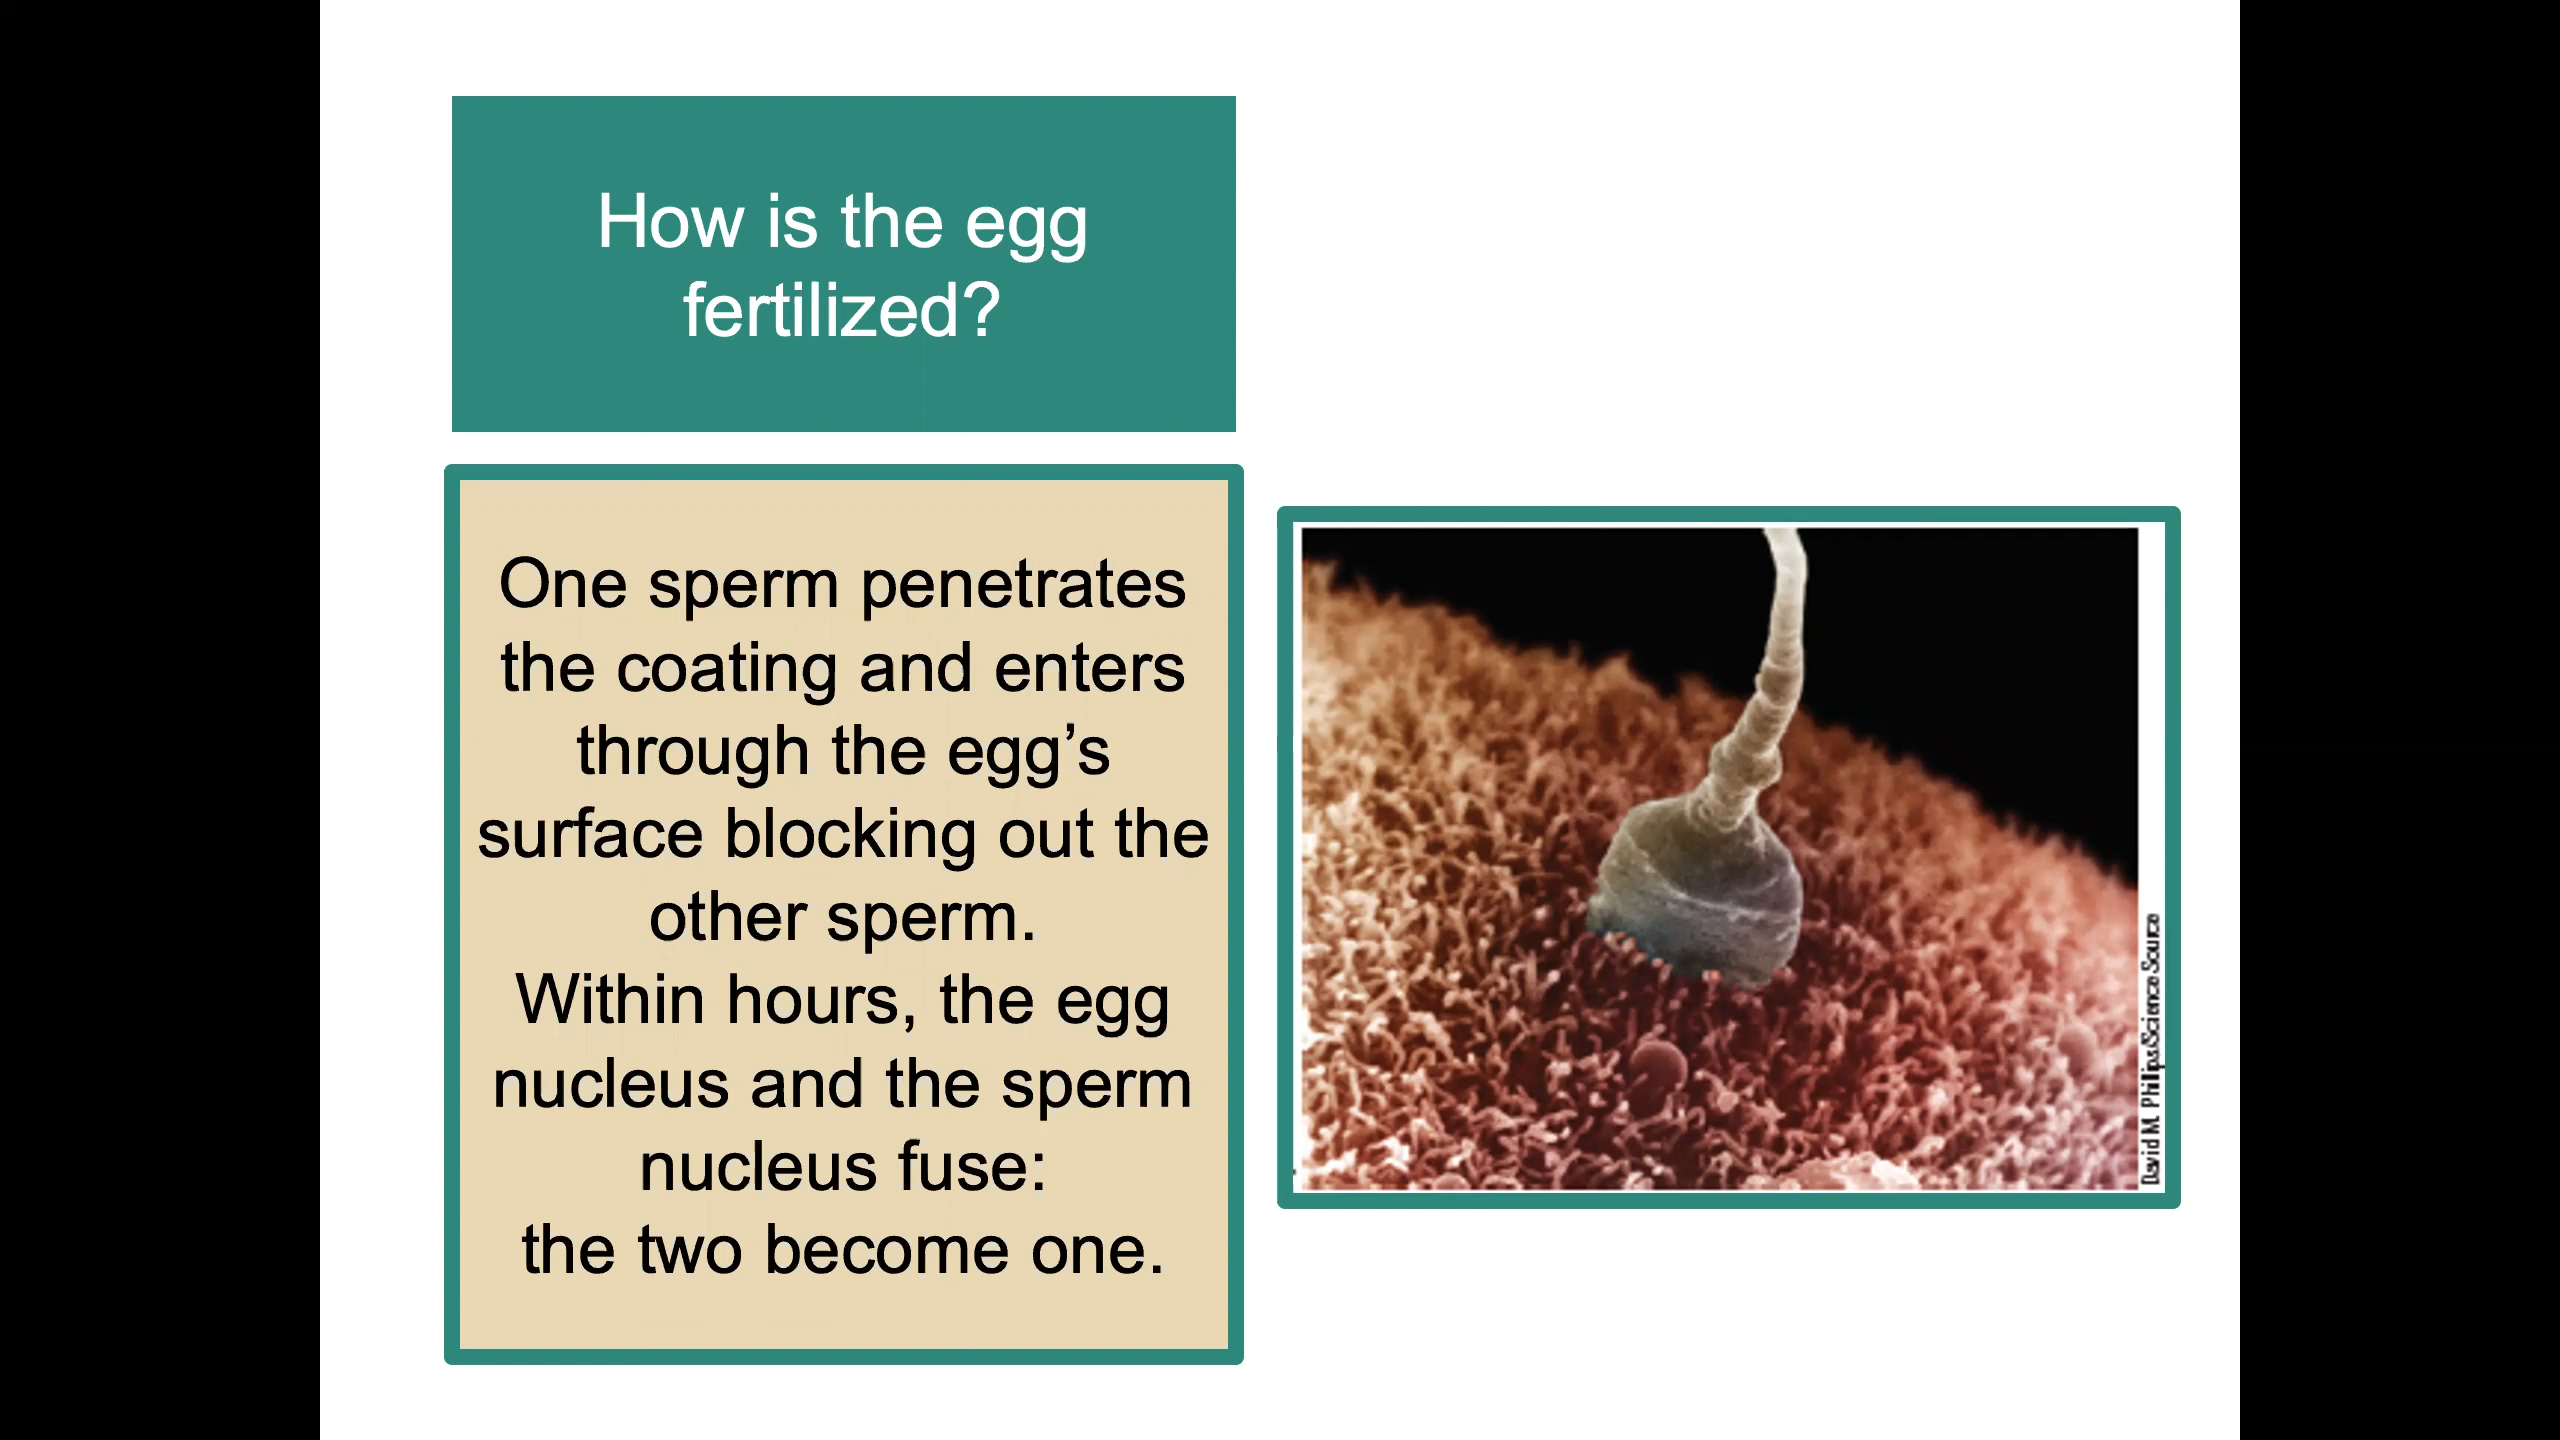 How is the egg
fertilized?
One sperm penetrates
the coating and enters
through the egg’s
surface blocking out the
other sperm.
Within hours, the egg
nucleus and the sperm
nucleus fuse:
the two become one.
David M. Philips/Science Source